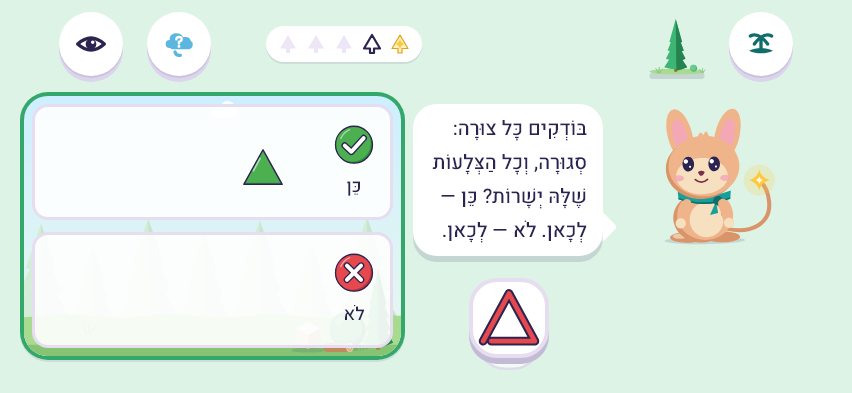 בּוֹדְקִים כָּל צוּרָה:
סְגוּרָה, וְכָל הַצְּלָעוֹת
שֶׁלָּהּ יְשָׁרוֹת? כֵּן –
לְכָאן. לֹא – לְכָאן.
כֵּן
לֹא